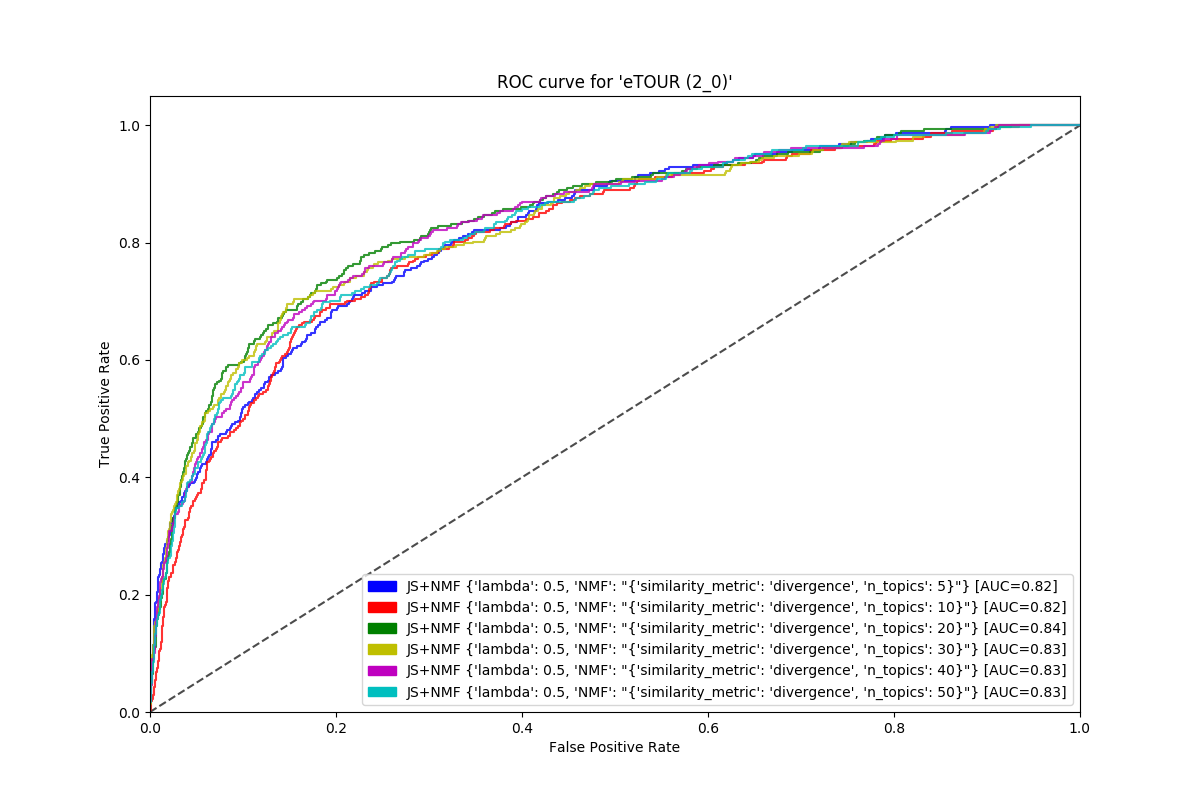 ROC curve for 'eTOUR (2_0)'
1.0
0.8
0.6
0.4
0.2
0.0
True Positive Rate
JS+NMF {'lambda': 0.5, 'NMF': "{'similarity_metric': 'divergence', 'n_topics': 5}"} [AUC=0.82]
JS+NMF {'lambda': 0.5, 'NMF': "{'similarity_metric': 'divergence', 'n_topics': 10}"} [AUC=0.82]
JS+NMF {'lambda': 0.5, 'NMF': "{'similarity_metric': 'divergence', 'n_topics': 20}"} [AUC=0.84]
JS+NMF {'lambda': 0.5, 'NMF': "{'similarity_metric': 'divergence', 'n_topics': 30}"} [AUC=0.83]
JS+NMF {'lambda': 0.5, 'NMF': "{'similarity_metric': 'divergence', 'n_topics': 40}"} [AUC=0.83]
JS+NMF {'lambda': 0.5, 'NMF': "{'similarity_metric': 'divergence', 'n_topics': 50}"} [AUC=0.83]
0.0 0.2 0.4 0.6 0.8 1.0
False Positive Rate